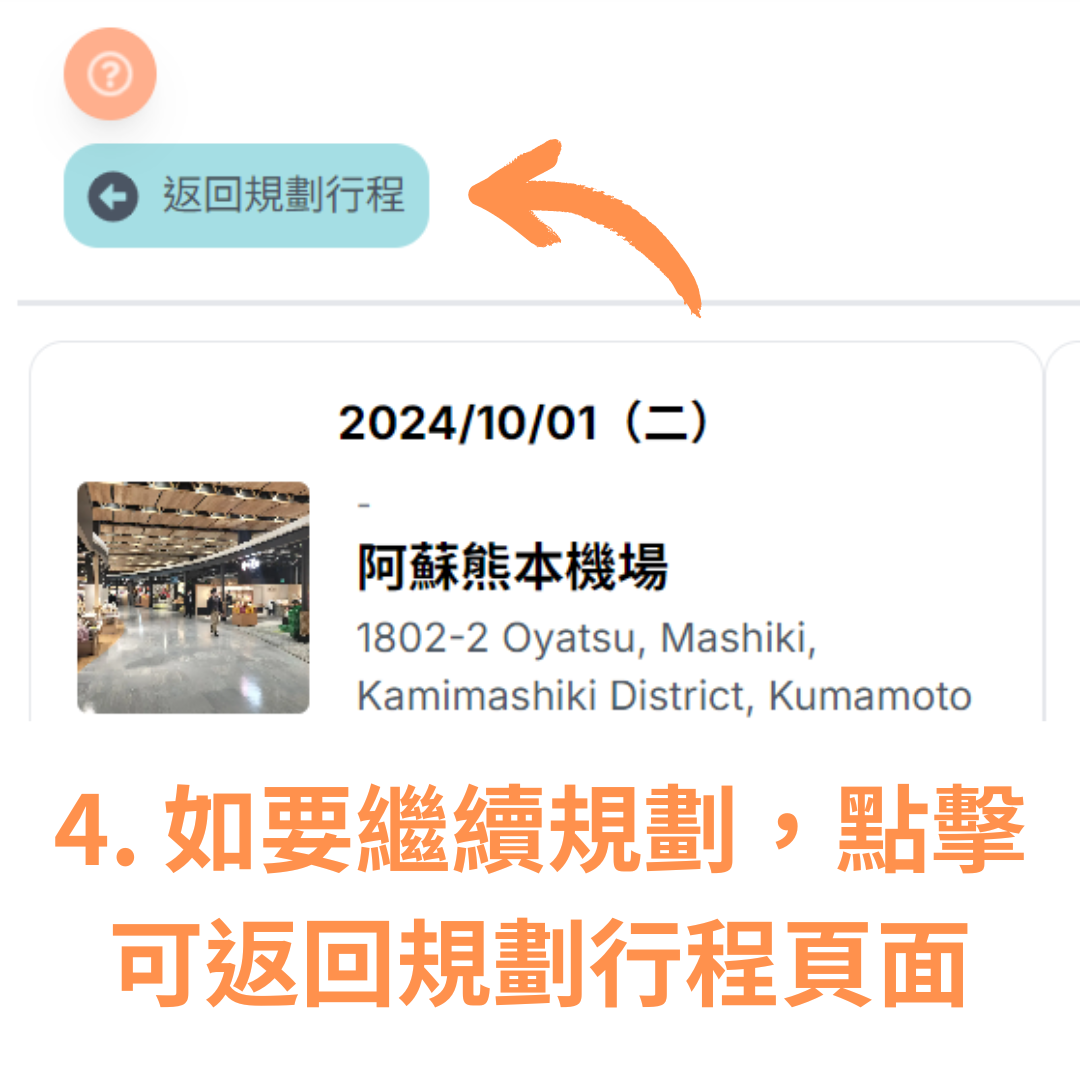 返回規劃行程
2024/10/01（二）
-
阿蘇熊本機場
1802-2 Oyatsu, Mashiki,
Kamimashiki District, Kumamoto
4. 如要繼續規劃，點擊
可返回規劃行程頁面